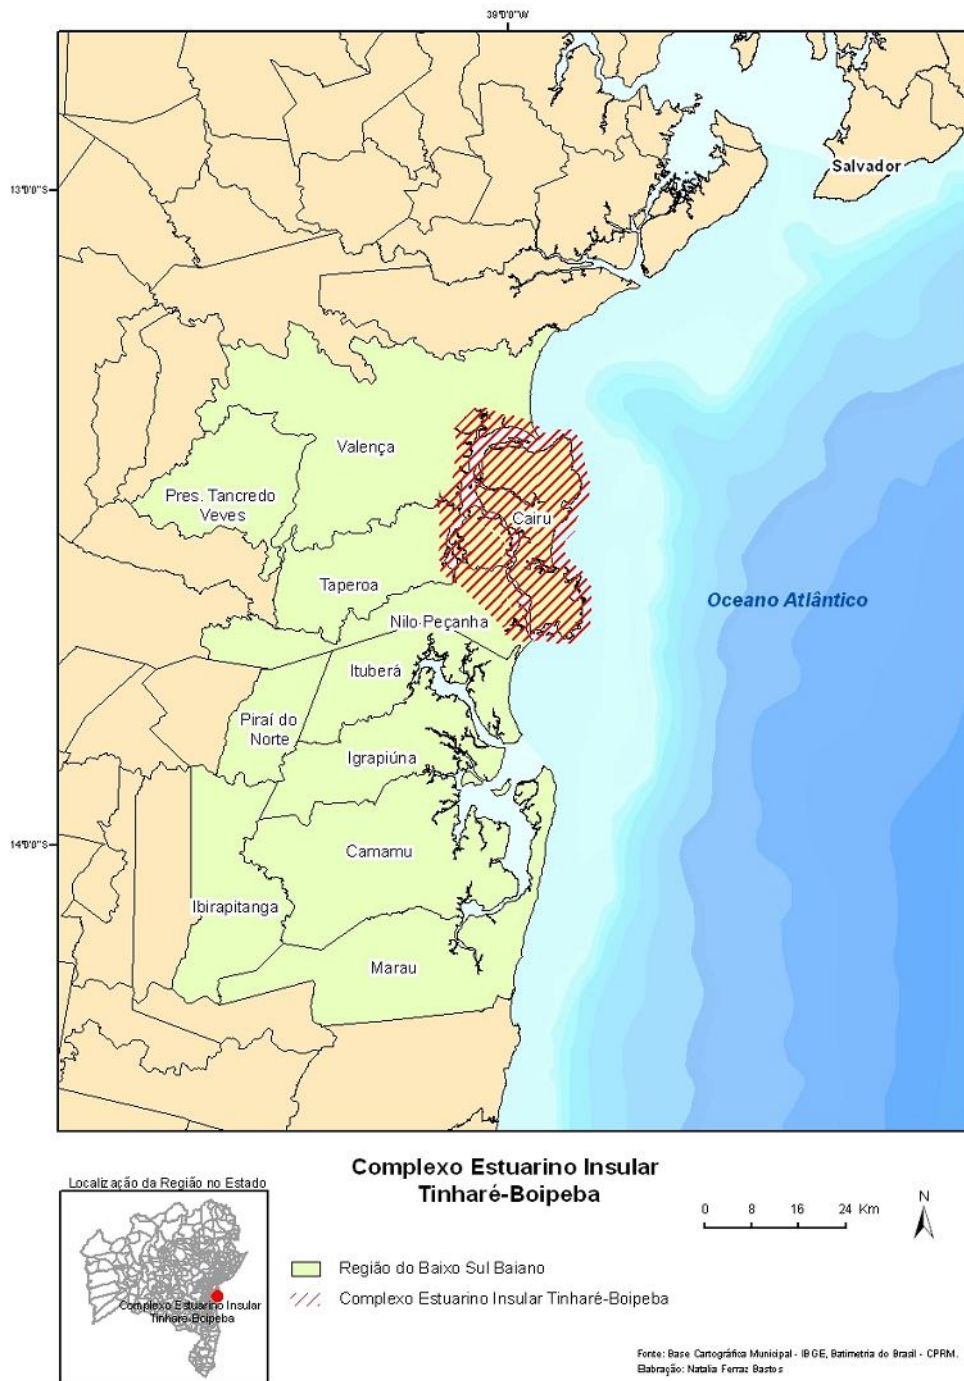 39°0'0"W
Salvador
13°0'0"S
Valença
Pres. Tancredo
Veves
Cairu
Taperoa
Oceano Atlântico
Nilo Peçanha
Ituberá
Piraí do
Norte
Igrapiúna
14°0'0"S
Camamu
Ibirapitanga
Marau
Complexo Estuarino Insular
Tinharé-Boipeba
Localização da Região no Estado
0 8 16 24 Km
N
Região do Baixo Sul Baiano
Complexo Estuarino Insular Tinharé-Boipeba
Complexo Estuarino Insular
Tinharé-Boipeba
Fonte: Base Cartográfica Municipal - IBGE, Batimetria do Brasil - CPRM.
Elaboração: Natalia Ferraz Bastos